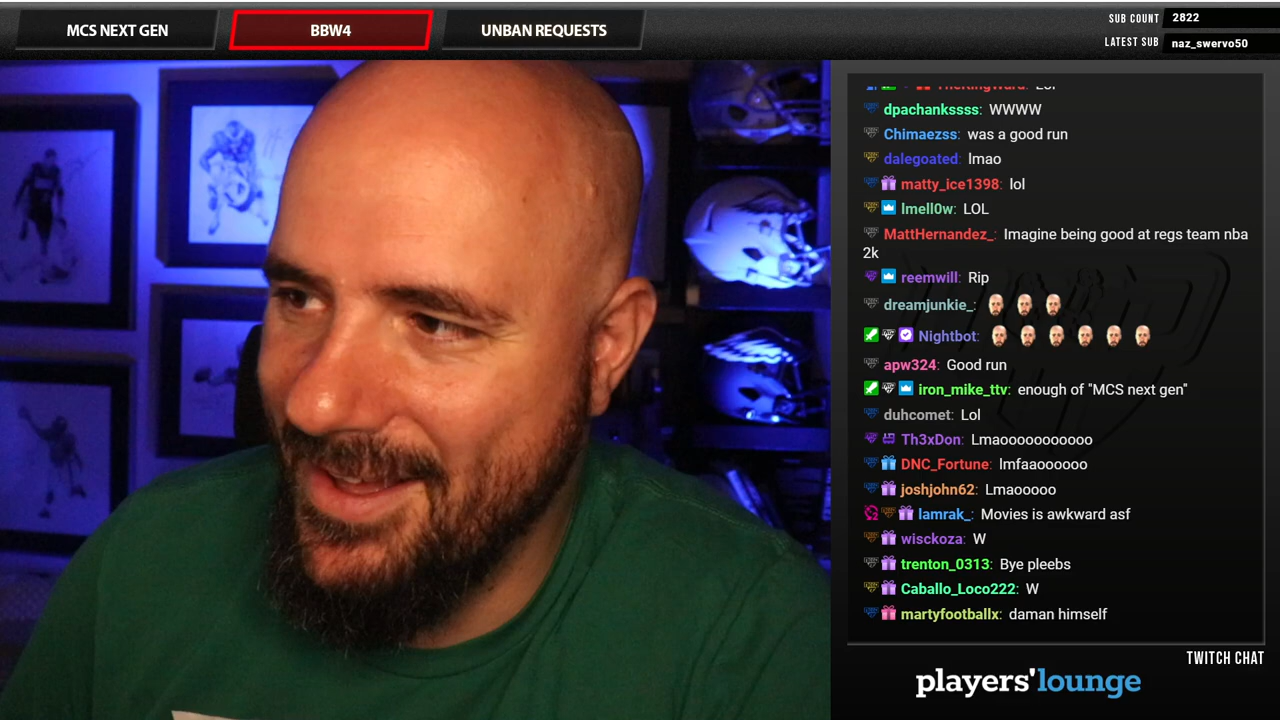 MCS NEXT GEN
BBW4
UNBAN REQUESTS
SUB COUNT 2822
LATEST SUB naz_swervo50
TheKingWard: Lol
dpachankssss: WWWW
Chimaezss: was a good run
dalegoated: lmao
matty_ice1398: lol
lmell0w: LOL
MattHernandez_: Imagine being good at regs team nba
2k
reemwill: Rip
dreamjunkie_:
Nightbot:
apw324: Good run
iron_mike_ttv: enough of "MCS next gen"
duhcomet: Lol
Th3xDon: Lmaooooooooooo
DNC_Fortune: lmfaaoooooo
joshjohn62: Lmaooooo
lamrak_: Movies is awkward asf
wisckoza: W
trenton_0313: Bye pleebs
Caballo_Loco222: W
martyfootballx: daman himself
TWITCH CHAT
players'lounge